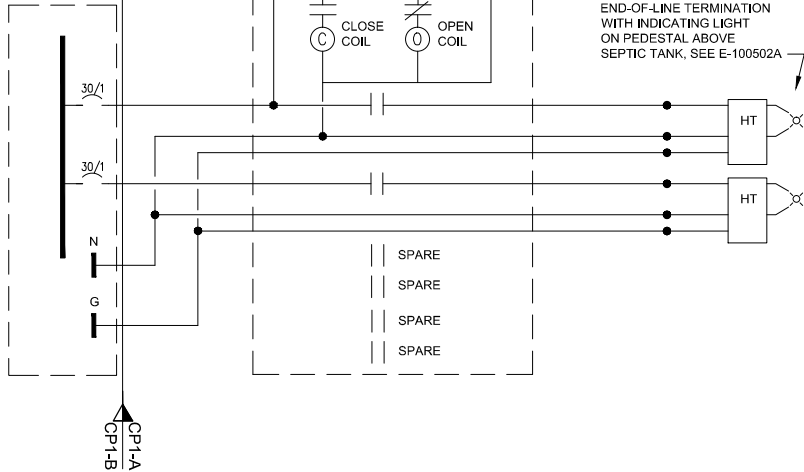 END-OF-LINE TERMINATION
WITH INDICATING LIGHT
ON PEDESTAL ABOVE
SEPTIC TANK, SEE E-100502A
C
CLOSE
COIL
O
OPEN
COIL
30/1
HT
30/1
HT
N
G
SPARE
SPARE
SPARE
SPARE
CP1-A
CP1-B